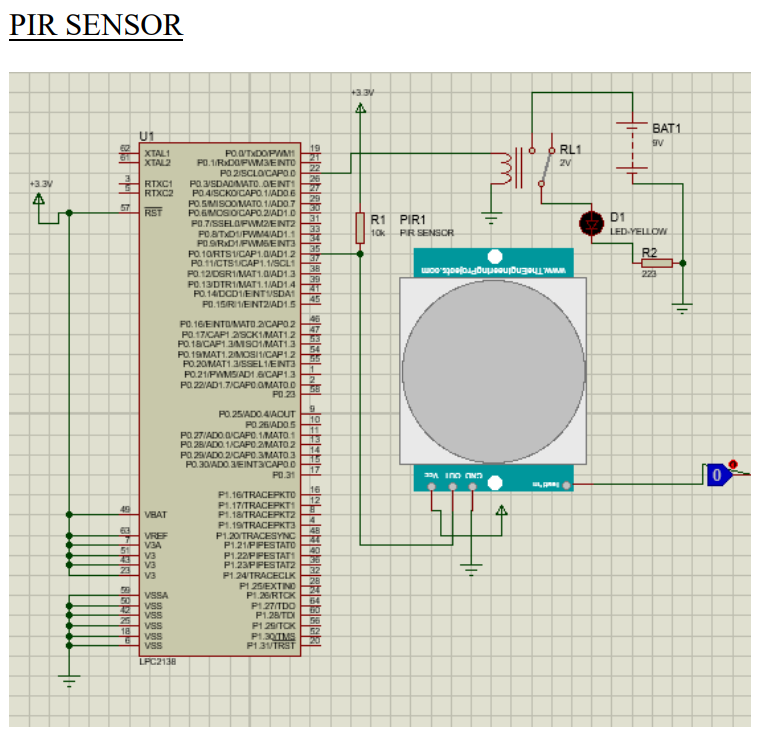 PIR SENSOR
+3.3V
U1
62 XTAL1
61 XTAL2
3 RTXC1
5 RTXC2
57 RST
+3.3V
49 VBAT
63 VREF
7 V3A
51 V3
43 V3
23 V3
59 VSSA
50 VSS
42 VSS
25 VSS
18 VSS
6 VSS
P0.0/TxD0/PWM1 19
P0.1/RxD0/PWM3/EINT0 21
P0.2/SCL0/CAP0.0 22
P0.3/SDA0/MAT0..0/EINT1 26
P0.4/SCK0/CAP0.1/AD0.6 27
P0.5/MISO0/MAT0.1/AD0.7 29
P0.6/MOSI0/CAP0.2/AD1.0 30
P0.7/SSEL0/PWM2/EINT2 31
P0.8/TxD1/PWM4/AD1.1 33
P0.9/RxD1/PWM6/EINT3 34
P0.10/RTS1/CAP1.0/AD1.2 35
P0.11/CTS1/CAP1.1/SCL1 37
P0.12/DSR1/MAT1.0/AD1.3 38
P0.13/DTR1/MAT1.1/AD1.4 39
P0.14/DCD1/EINT1/SDA1 41
P0.15/RI1/EINT2/AD1.5 45
P0.16/EINT0/MAT0.2/CAP0.2 46
P0.17/CAP1.2/SCK1/MAT1.2 47
P0.18/CAP1.3/MISO1/MAT1.3 53
P0.19/MAT1.2/MOSI1/CAP1.2 54
P0.20/MAT1.3/SSEL1/EINT3 55
P0.21/PWM5/AD1.6/CAP1.3 1
P0.22/AD1.7/CAP0.0/MAT0.0 2
P0.23 58
P0.25/AD0.4/AOUT 9
P0.26/AD0.5 10
P0.27/AD0.0/CAP0.1/MAT0.1 11
P0.28/AD0.1/CAP0.2/MAT0.2 13
P0.29/AD0.2/CAP0.3/MAT0.3 14
P0.30/AD0.3/EINT3/CAP0.0 15
P0.31 17
P1.16/TRACEPKT0 16
P1.17/TRACEPKT1 12
P1.18/TRACEPKT2 8
P1.19/TRACEPKT3 4
P1.20/TRACESYNC 48
P1.21/PIPESTAT0 44
P1.22/PIPESTAT1 40
P1.23/PIPESTAT2 36
P1.24/TRACECLK 32
P1.25/EXTIN0 28
P1.26/RTCK 24
P1.27/TDO 64
P1.28/TDI 60
P1.29/TCK 56
P1.30/TMS 52
P1.31/TRST 20
LPC2138
R1
10k
PIR1
PIR SENSOR
www.TheEngineeringProjects.com
Vcc OUT GND TestPin
RL1
2V
BAT1
9V
D1
LED-YELLOW
R2
223
0